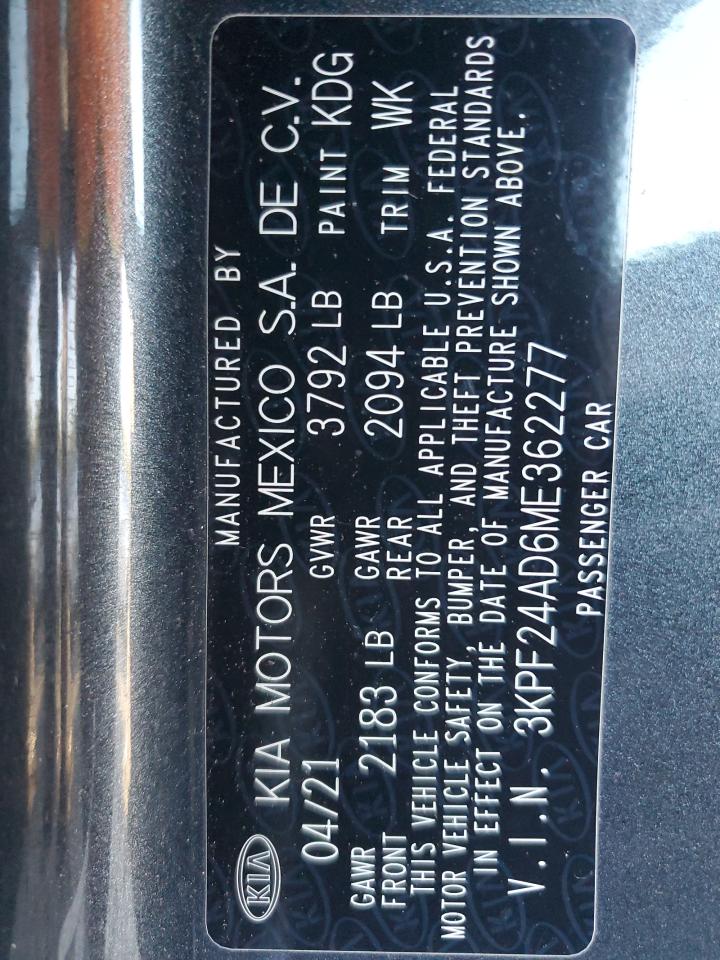 MANUFACTURED BY
KIA KIA MOTORS MEXICO S.A. DE C.V.
04/21 GVWR 3792 LB PAINT KDG
GAWR FRONT 2183 LB GAWR REAR 2094 LB TRIM WK
THIS VEHICLE CONFORMS TO ALL APPLICABLE U.S.A. FEDERAL
MOTOR VEHICLE SAFETY, BUMPER, AND THEFT PREVENTION STANDARDS
IN EFFECT ON THE DATE OF MANUFACTURE SHOWN ABOVE.
V.I.N. 3KPF24AD6ME362277
PASSENGER CAR